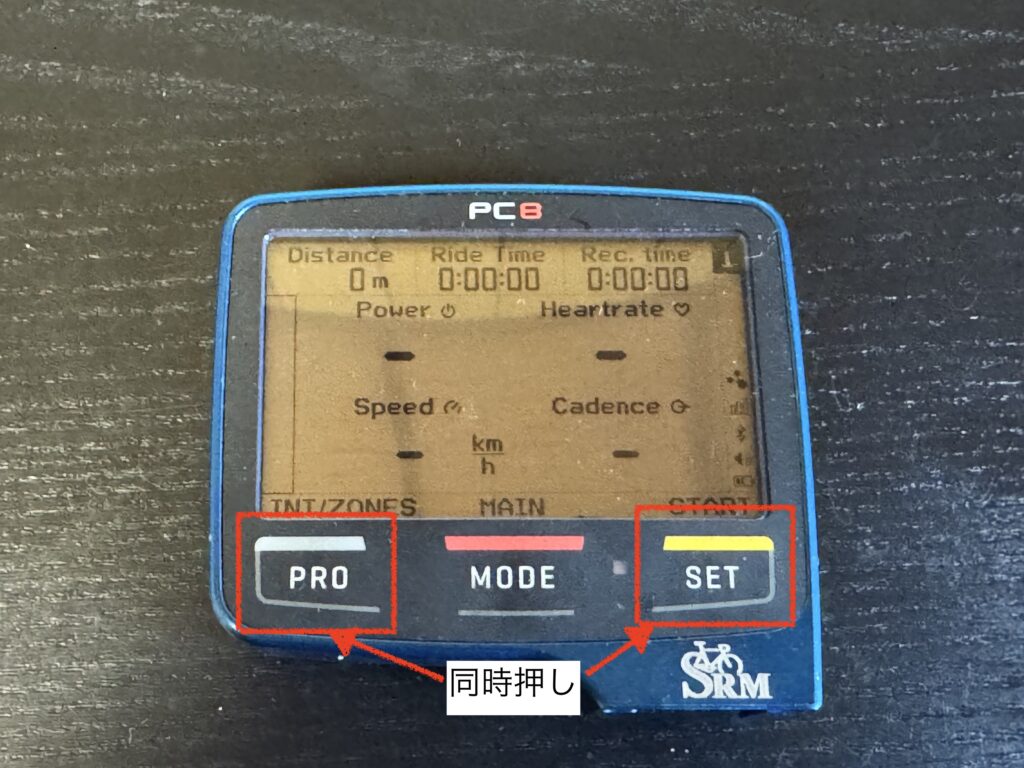 PC8
Distance Ride Time Rec. time
0 m 0:00:00 0:00:00
Power Heartrate
- -
Speed Cadence
- km/h -
INT/ZONES MAIN START
PRO MODE SET
同時押し
SRM